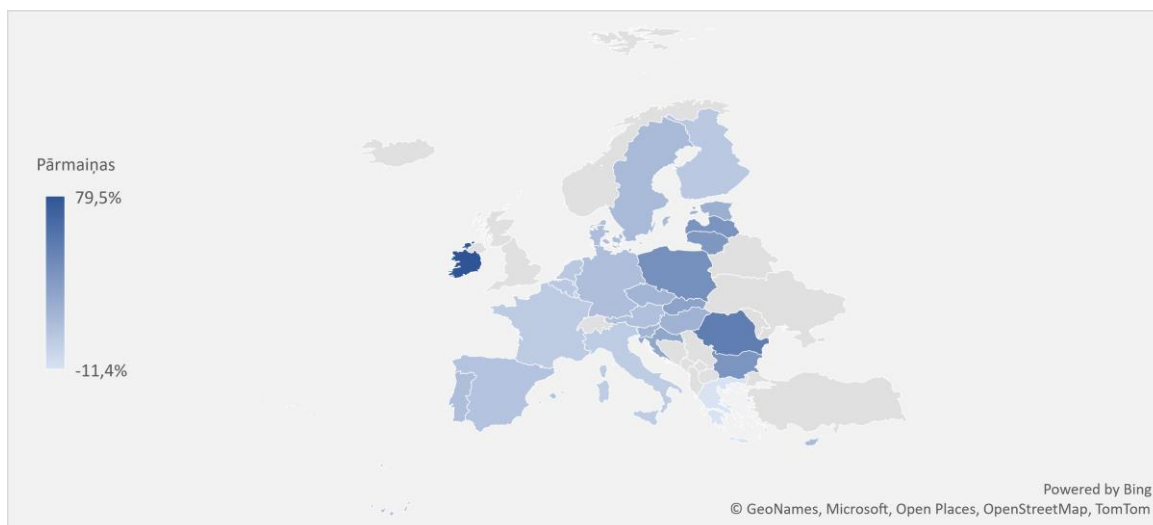 Pārmaiņas
79,5%
-11,4%
Powered by Bing
© GeoNames, Microsoft, Open Places, OpenStreetMap, TomTom